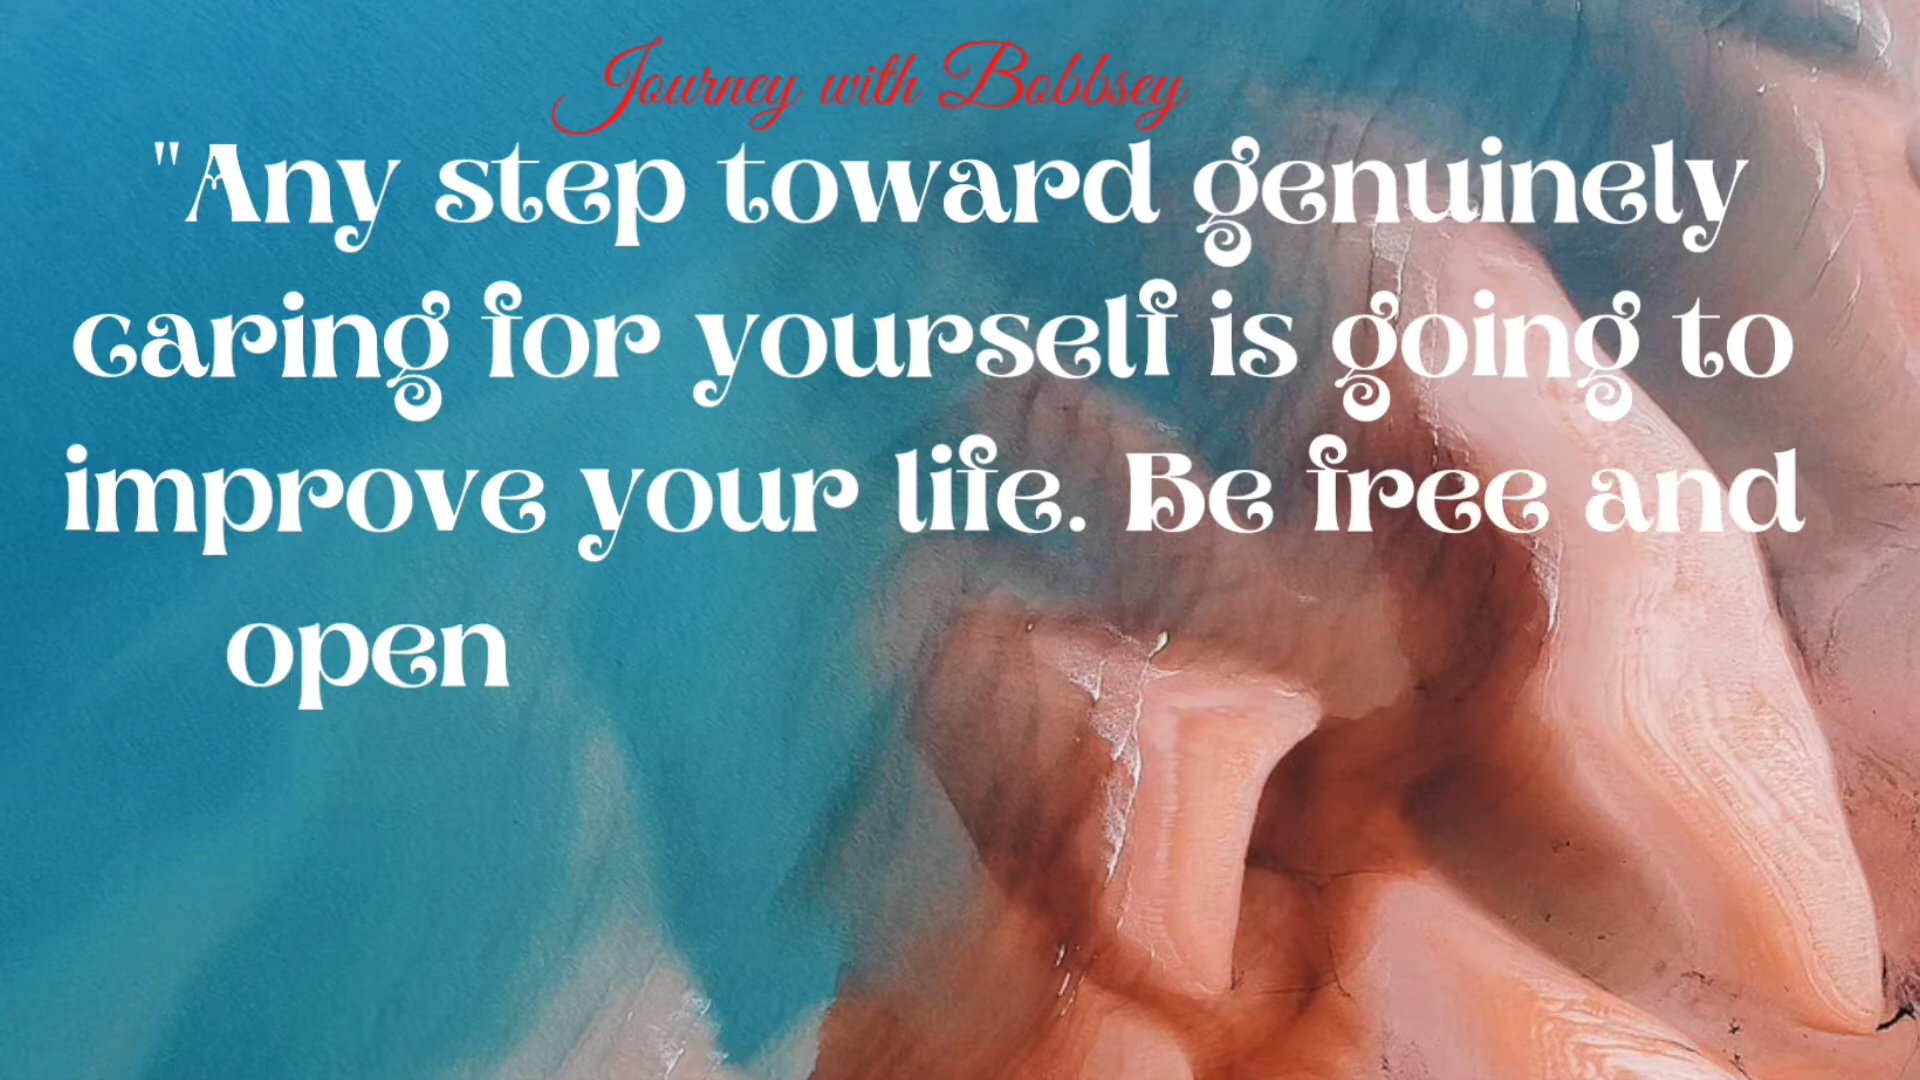 Journey with Bobbsey
"Any step toward genuinely
caring for yourself is going to
improve your life. Be free and
open